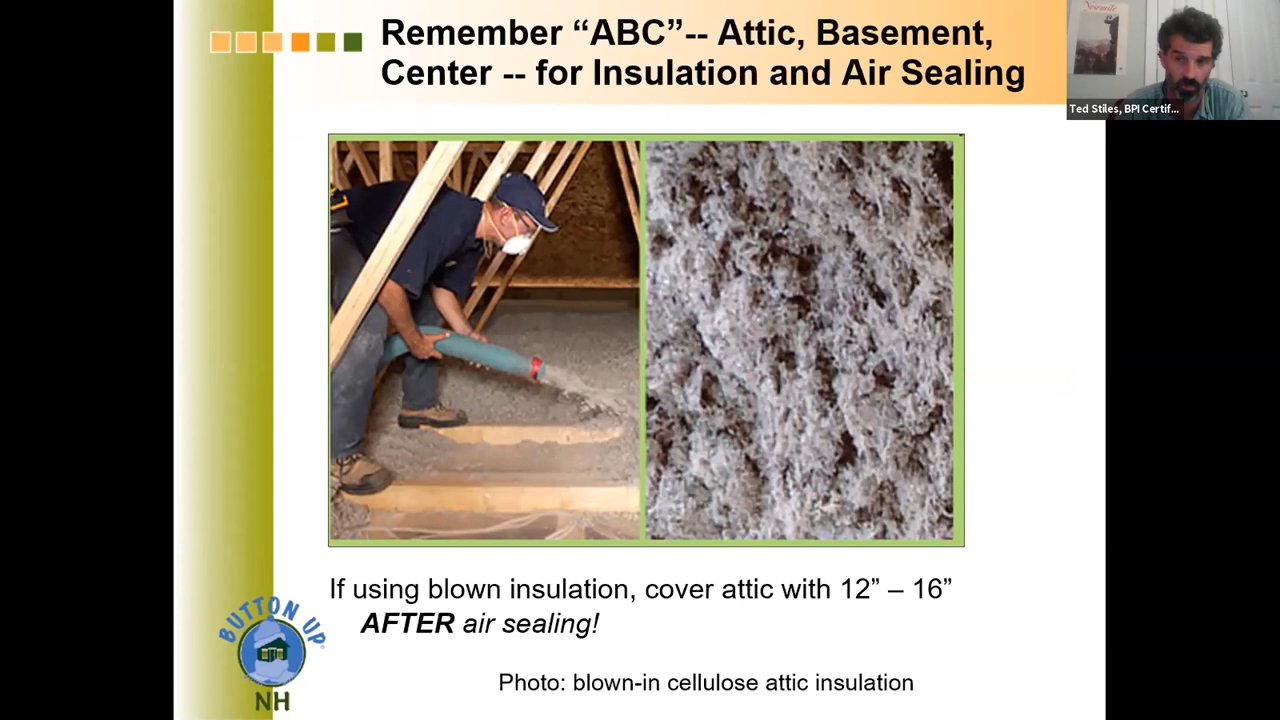 Remember “ABC”-- Attic, Basement,
Center -- for Insulation and Air Sealing
Yosemite
Ted Stiles, BPI Certif...
If using blown insulation, cover attic with 12” – 16”
AFTER air sealing!
BUTTON UP®
NH
Photo: blown-in cellulose attic insulation